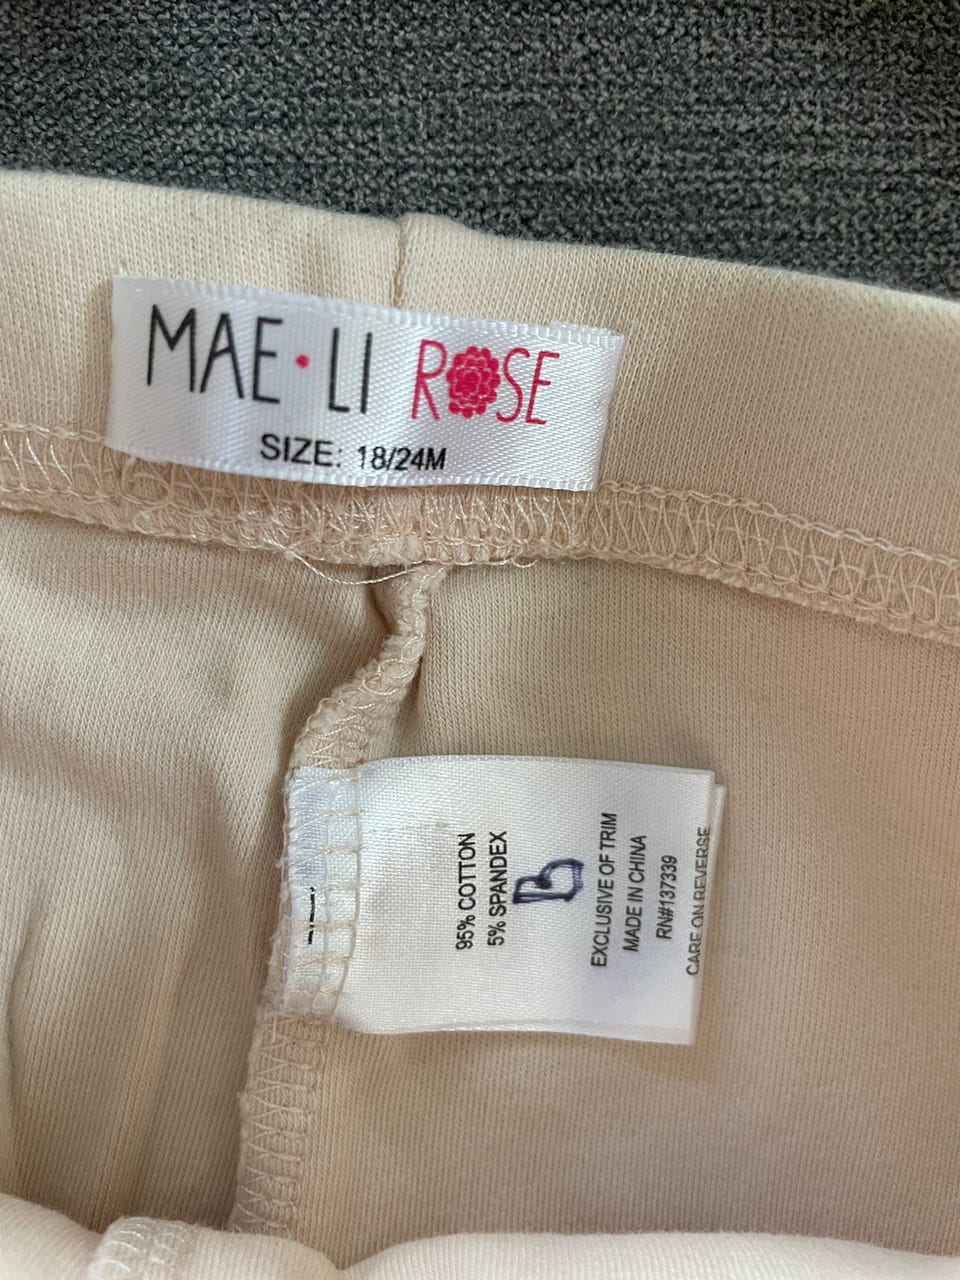 MAE·LI ROSE
SIZE: 18/24M
95% COTTON
5% SPANDEX
B
EXCLUSIVE OF TRIM
MADE IN CHINA
RN#137339
CARE ON REVERSE